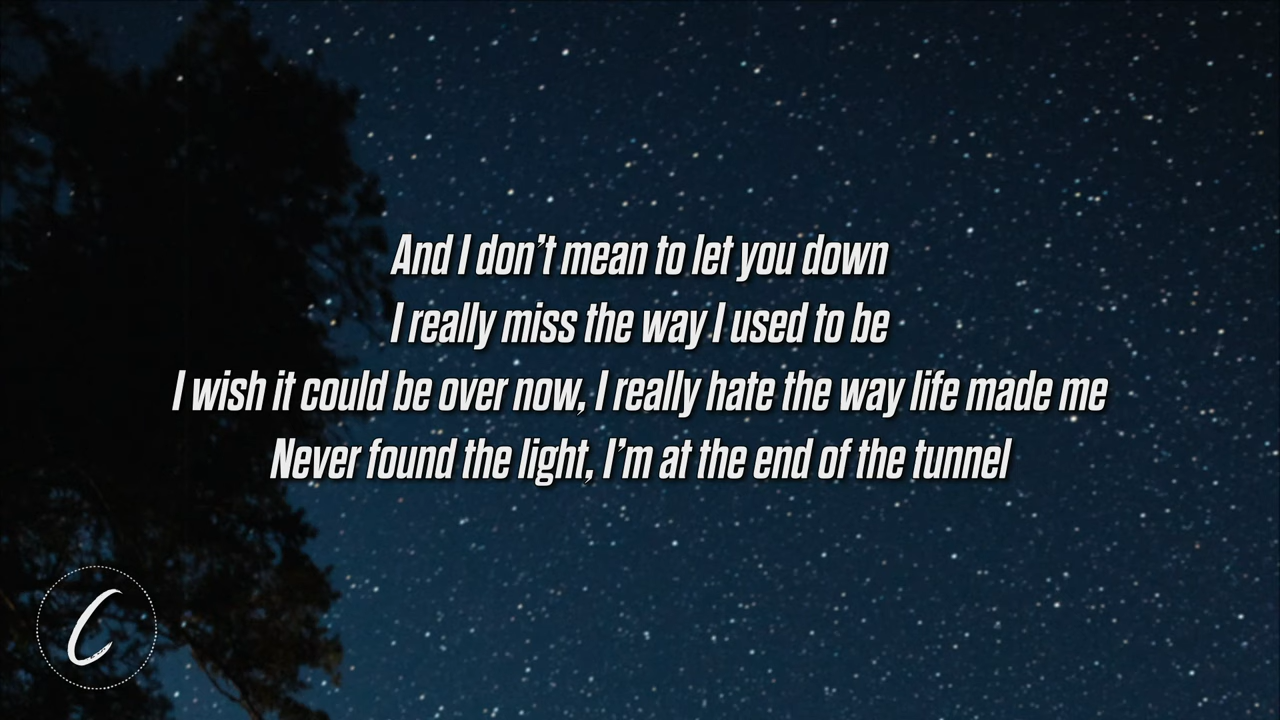 And I don't mean to let you down
I really miss the way I used to be
I wish it could be over now, I really hate the way life made me
Never found the light, I'm at the end of the tunnel
C